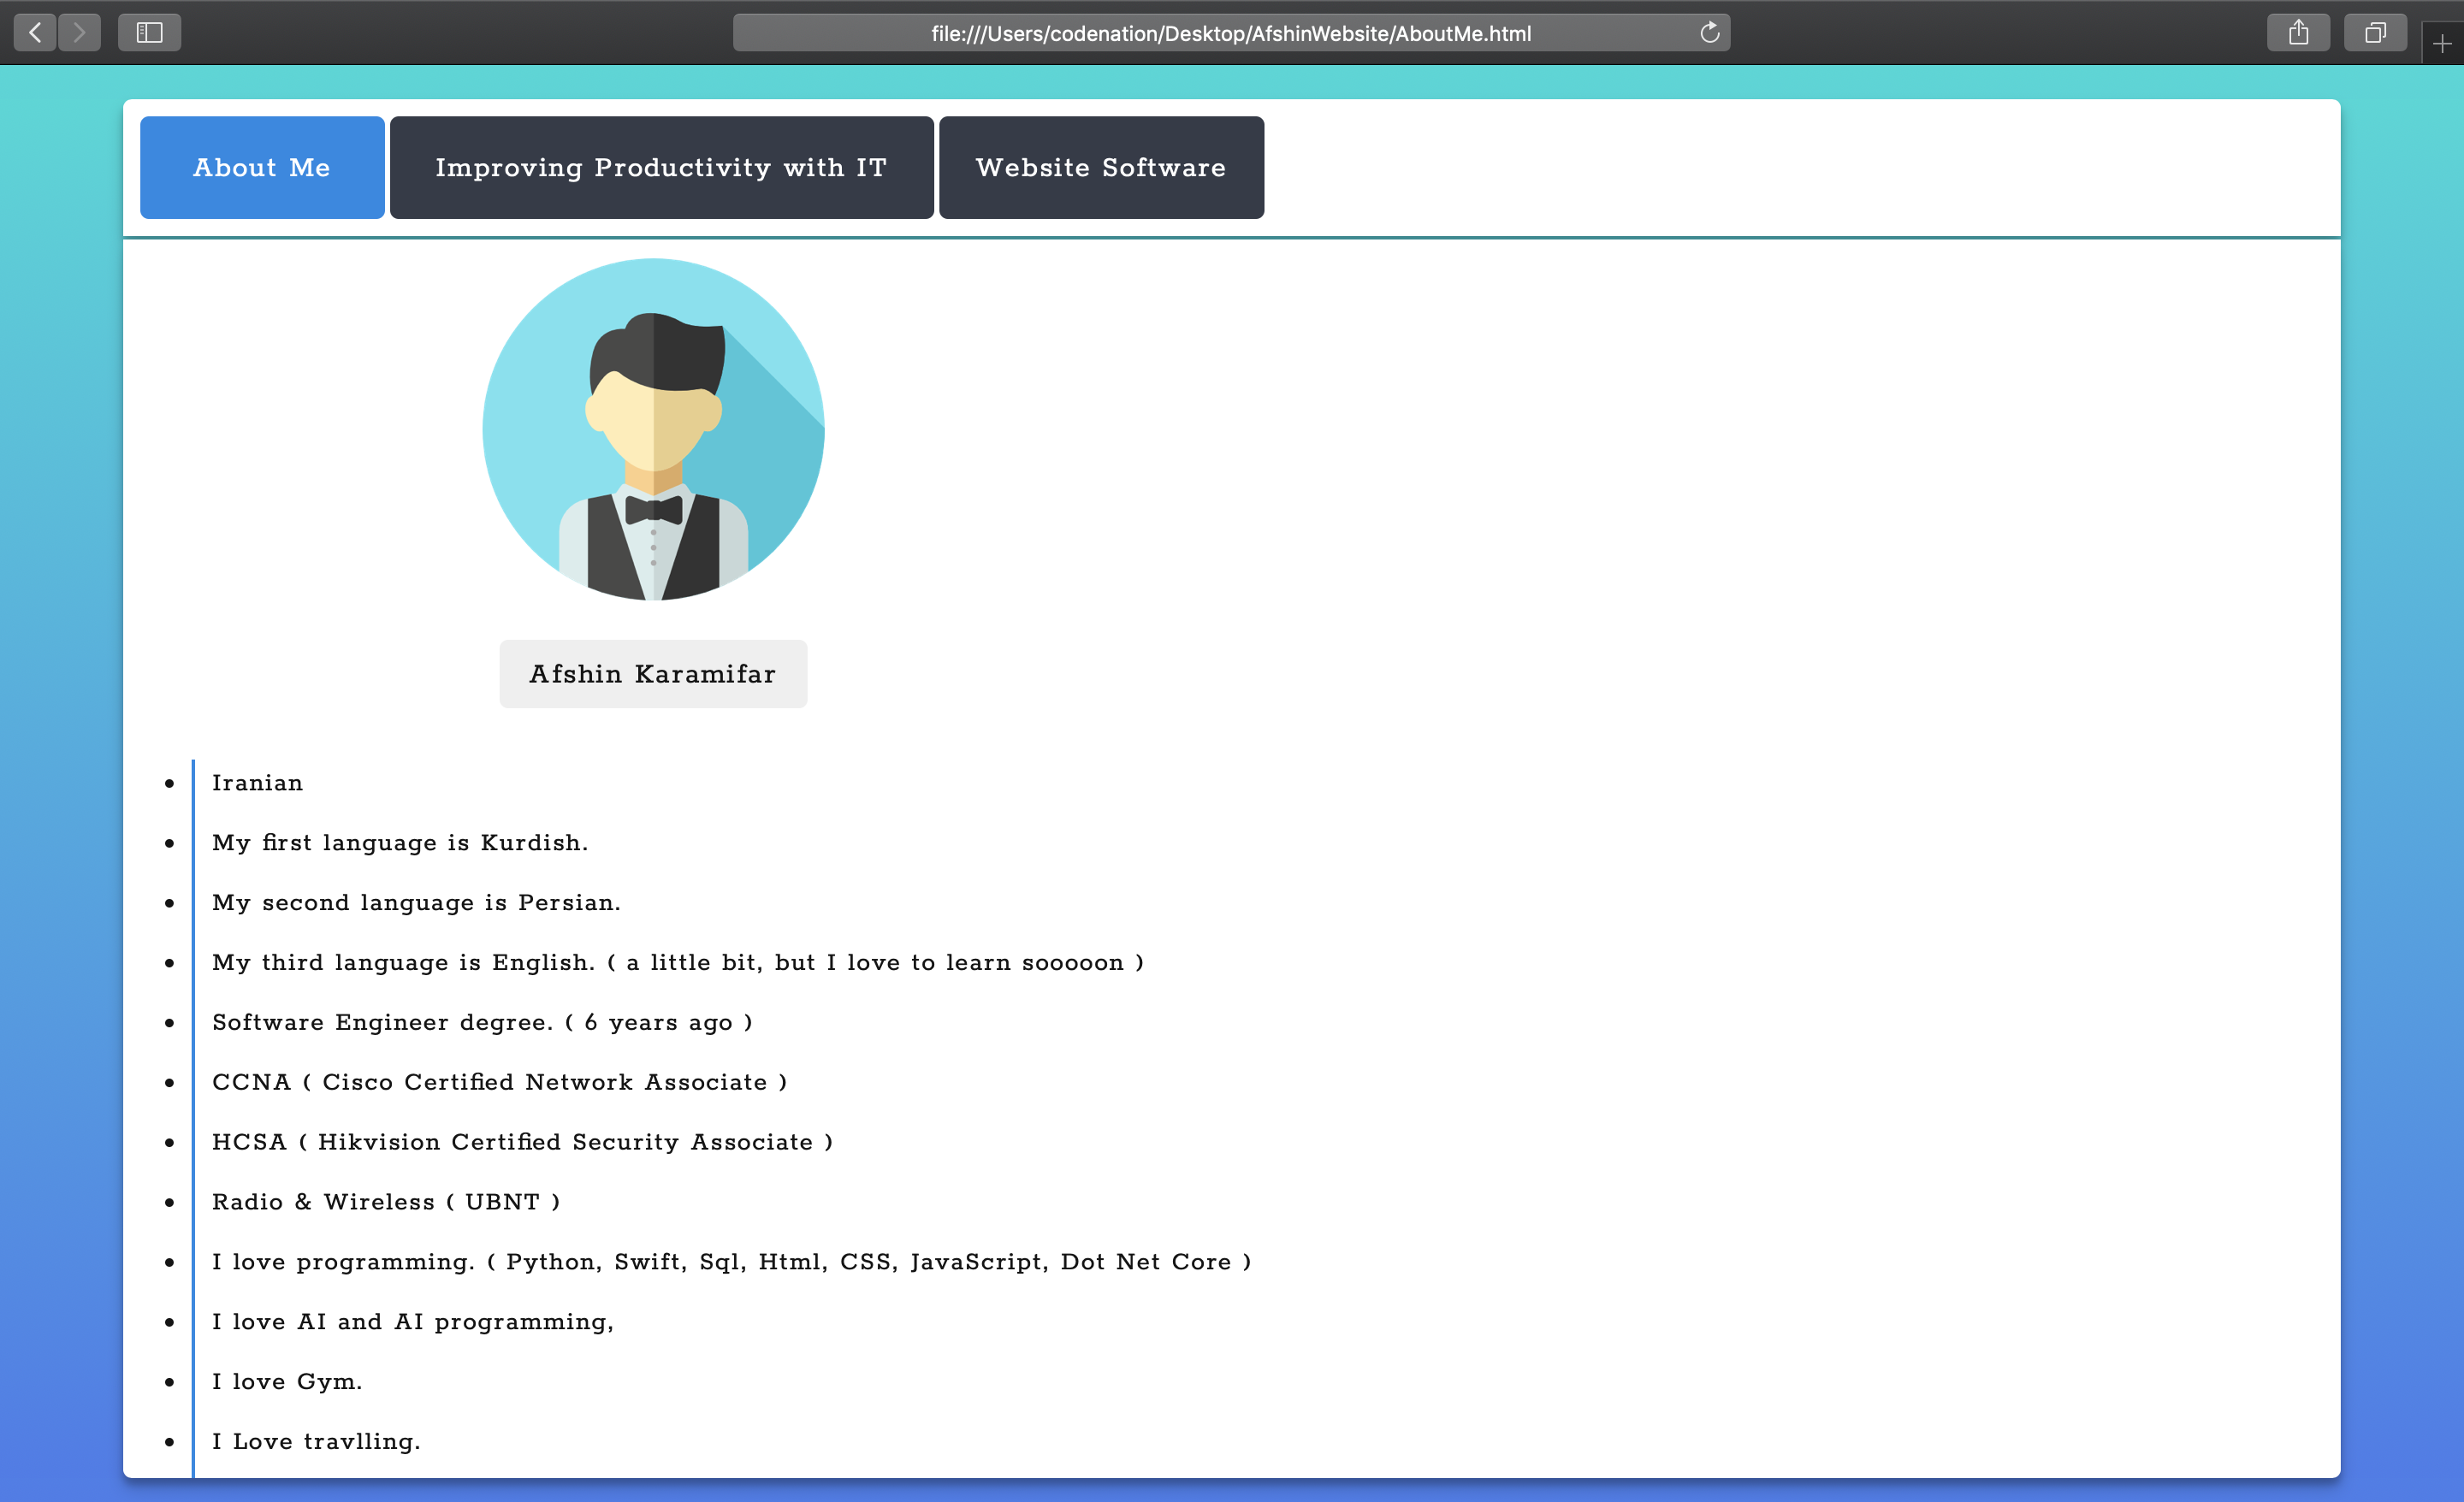 file:///Users/codenation/Desktop/AfshinWebsite/AboutMe.html
About Me
Improving Productivity with IT
Website Software
Afshin Karamifar
Iranian
My first language is Kurdish.
My second language is Persian.
My third language is English. ( a little bit, but I love to learn sooooon )
Software Engineer degree. ( 6 years ago )
CCNA ( Cisco Certified Network Associate )
HCSA ( Hikvision Certified Security Associate )
Radio & Wireless ( UBNT )
I love programming. ( Python, Swift, Sql, Html, CSS, JavaScript, Dot Net Core )
I love AI and AI programming,
I love Gym.
I Love travlling.